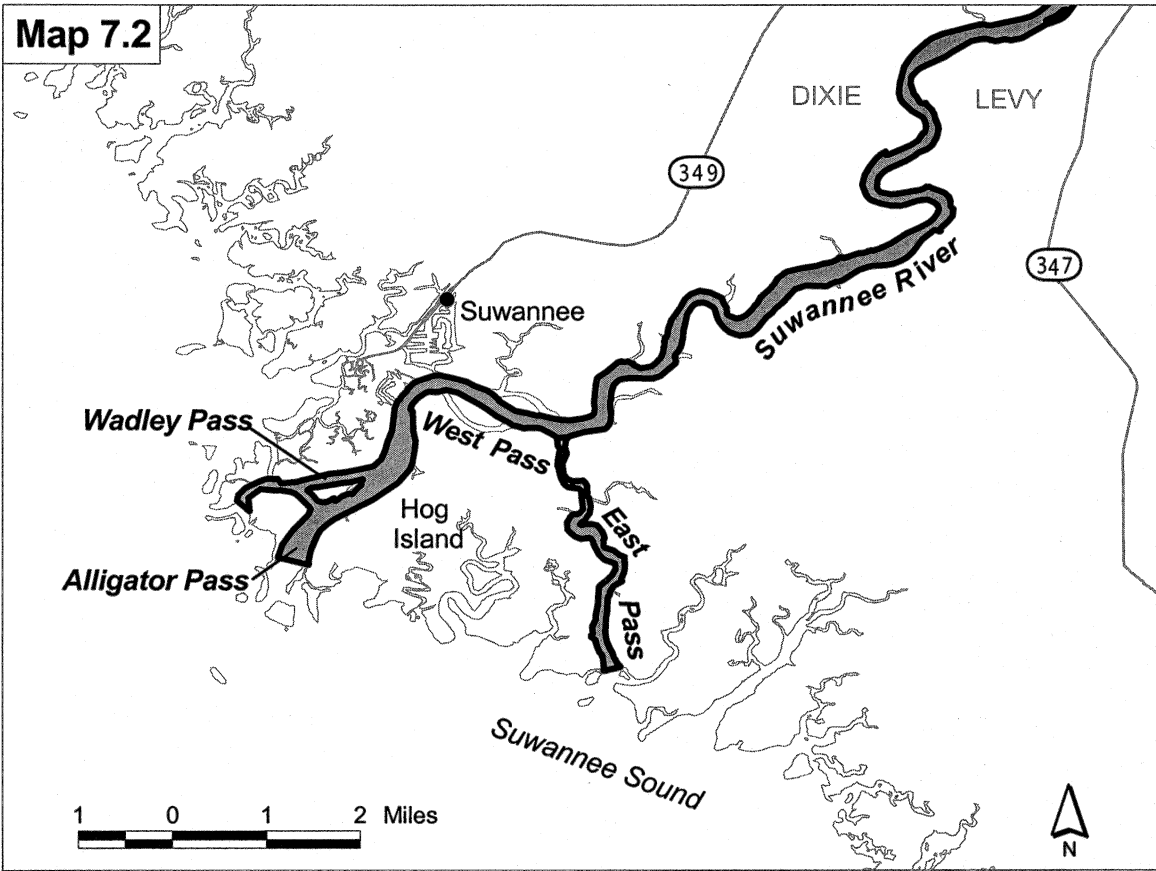 Map 7.2
DIXIE
LEVY
349
347
Suwannee River
Suwannee
Wadley Pass
West Pass
Hog
Island
East
Pass
Alligator Pass
Suwannee Sound
1 0 1 2 Miles
N